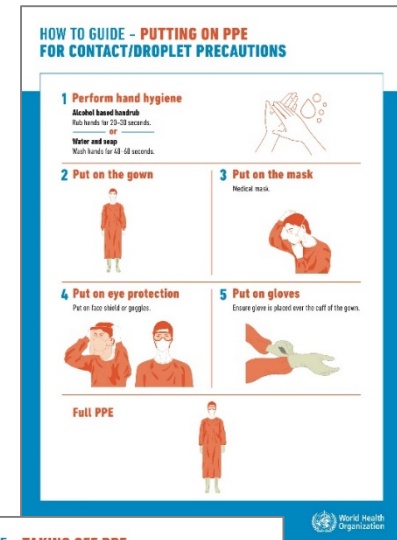 HOW TO GUIDE - PUTTING ON PPE
FOR CONTACT/DROPLET PRECAUTIONS
1 Perform hand hygiene
Alcohol based handrub
Rub hands for 20-30 seconds.
or
Water and soap
Wash hands for 40-60 seconds.
2 Put on the gown
3 Put on the mask
Medical mask.
4 Put on eye protection
Put on face shield or goggles.
5 Put on gloves
Ensure glove is placed over the cuff of the gown.
Full PPE
World Health
Organization
TAKING OFF PPE